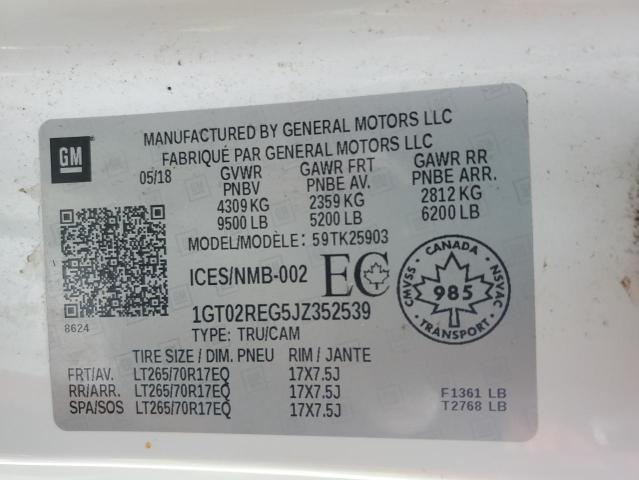 GM
MANUFACTURED BY GENERAL MOTORS LLC
FABRIQUÉ PAR GENERAL MOTORS LLC
05/18 GVWR GAWR FRT GAWR RR
PNBV PNBE AV. PNBE ARR.
4309 KG 2359 KG 2812 KG
9500 LB 5200 LB 6200 LB
MODEL/MODÈLE: 59TK25903
ICES/NMB-002 EC
CANADA
CMVSS 985 NSVAC
TRANSPORT
8624
1GT02REG5JZ352539
TYPE: TRU/CAM
TIRE SIZE / DIM. PNEU RIM / JANTE
FRT/AV. LT265/70R17EQ 17X7.5J
RR/ARR. LT265/70R17EQ 17X7.5J F1361 LB
SPA/SOS LT265/70R17EQ 17X7.5J T2768 LB